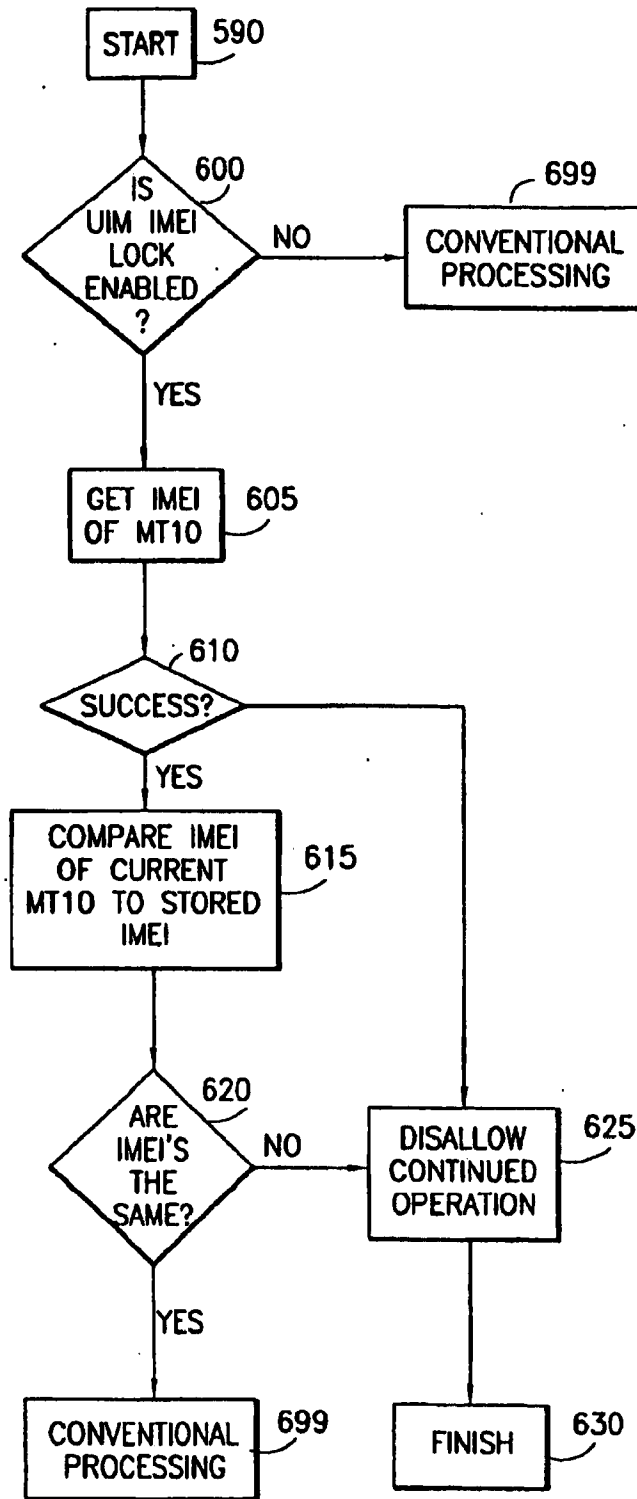 START
590
600
IS
UIM IMEI
LOCK
ENABLED
?
NO
699
CONVENTIONAL
PROCESSING
YES
GET IMEI
OF MT10
605
610
SUCCESS?
YES
COMPARE IMEI
OF CURRENT
MT10 TO STORED
IMEI
615
620
ARE
IMEI'S
THE
SAME?
NO
DISALLOW
CONTINUED
OPERATION
625
YES
CONVENTIONAL
PROCESSING
699
FINISH
630